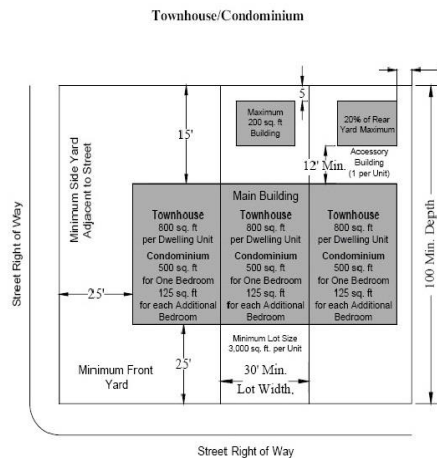 Townhouse/Condominium
5
Maximum
200 sq. ft
Building
20% of Rear
Yard Maximum
15'
12' Min.
Accessory
Building
(1 per Unit)
Minimum Side Yard
Adjacent to Street
Street Right of Way
100 Min. Depth
Main Building
Townhouse
800 sq. ft
per Dwelling Unit
Condominium
500 sq. ft
for One Bedroom
125 sq. ft
for each Additional
Bedroom
Townhouse
800 sq. ft
per Dwelling Unit
Condominium
500 sq. ft
for One Bedroom
125 sq. ft
for each Additional
Bedroom
Townhouse
800 sq. ft
per Dwelling Unit
Condominium
500 sq. ft
for One Bedroom
125 sq. ft
for each Additional
Bedroom
25'
25'
Minimum Front
Yard
Minimum Lot Size
3,000 sq. ft. per Unit
30' Min.
Lot Width.
Street Right of Way